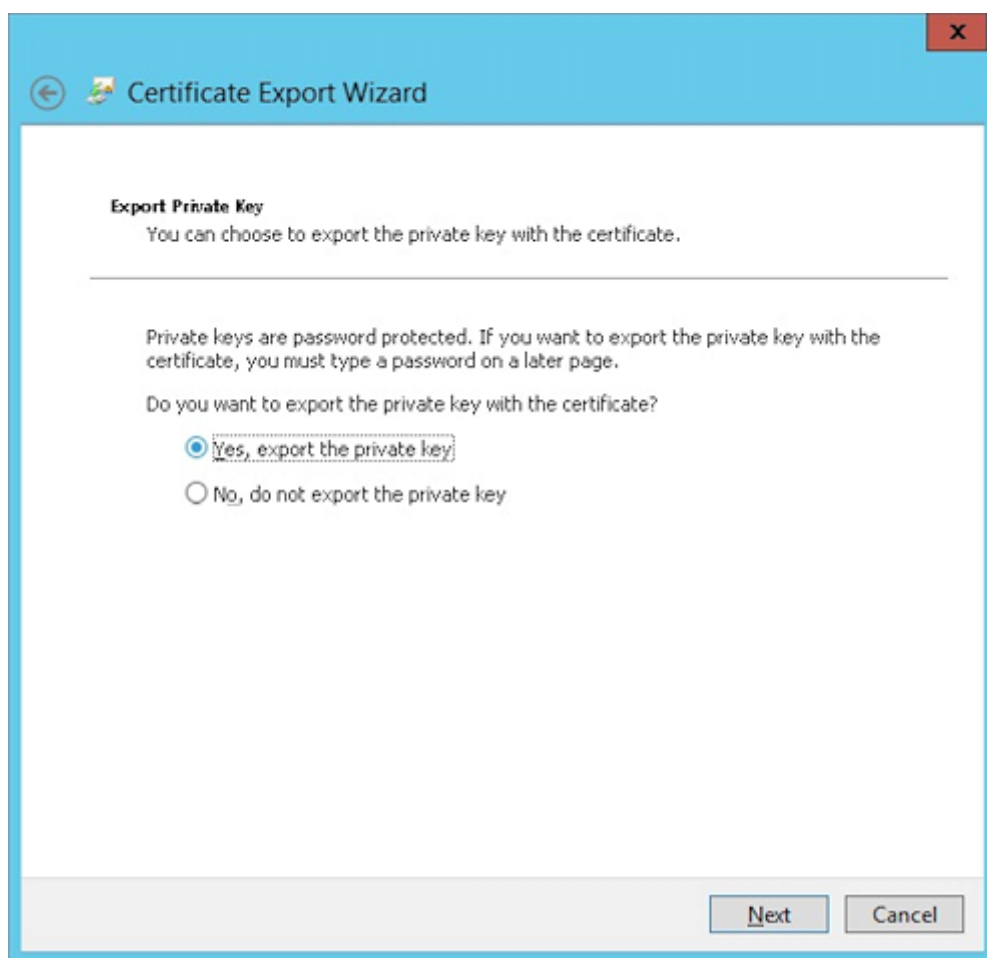 x
Certificate Export Wizard
Export Private Key
You can choose to export the private key with the certificate.
Private keys are password protected. If you want to export the private key with the
certificate, you must type a password on a later page.
Do you want to export the private key with the certificate?
Yes, export the private key
No, do not export the private key
Next
Cancel